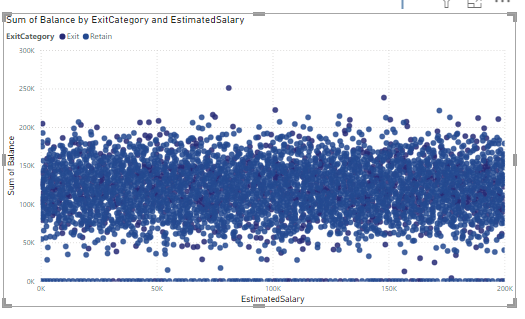 Sum of Balance by ExitCategory and EstimatedSalary
ExitCategory Exit Retain
300K
250K
200K
150K
100K
50K
0K
Sum of Balance
0K 50K 100K 150K 200K
EstimatedSalary